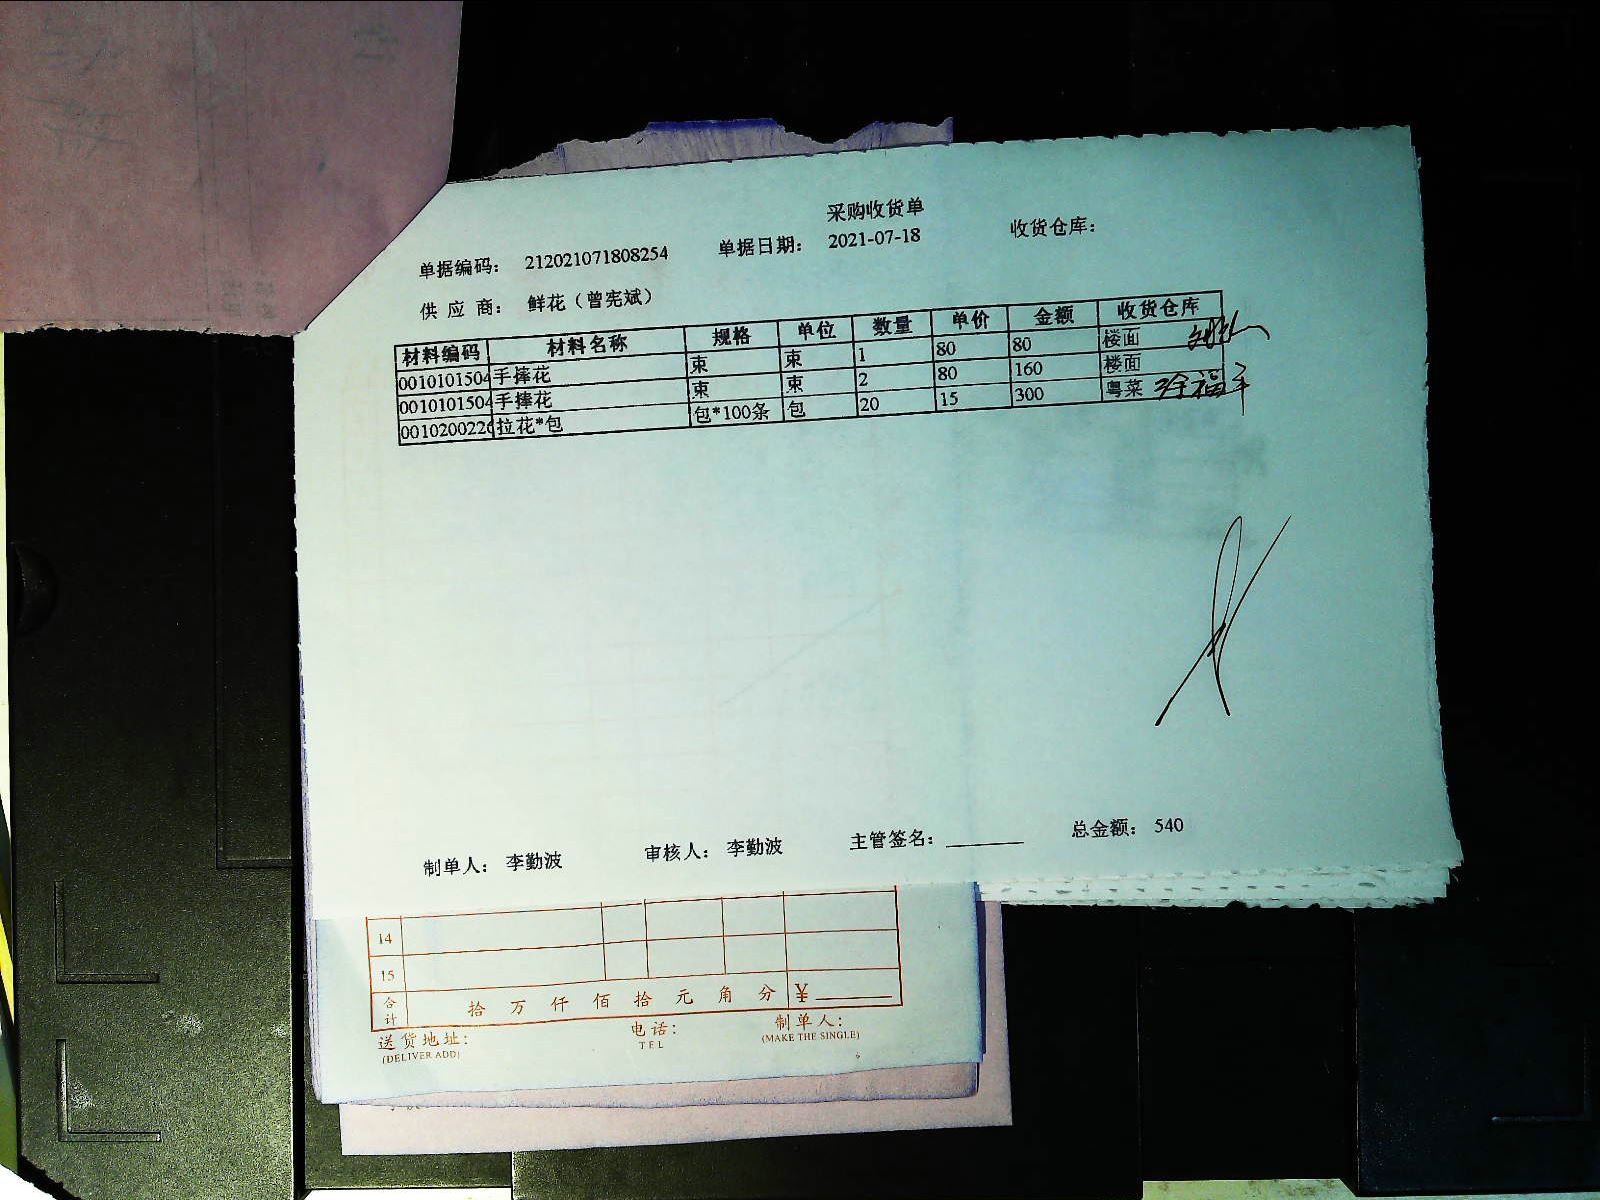 采购收货单
单据编码： 212021071808254 单据日期： 2021-07-18 收货仓库：
供 应 商： 鲜花（曾宪斌）
材料编码 材料名称 规格 单位 数量 单价 金额 收货仓库
0010101504 手摔花 束 束 1 80 80 楼面
0010101504 手摔花 束 束 2 80 160 楼面
001020022 拉花*包 包*100条 包 20 15 300 粤菜
制单人： 李勤波 审核人： 李勤波 主管签名： 总金额： 540
14
15
合计 拾 万 仟 佰 拾 元 角 分 ¥
送货地址： 电话： 制单人：
(DELIVER ADD) TEL (MAKE THE SINGLE)